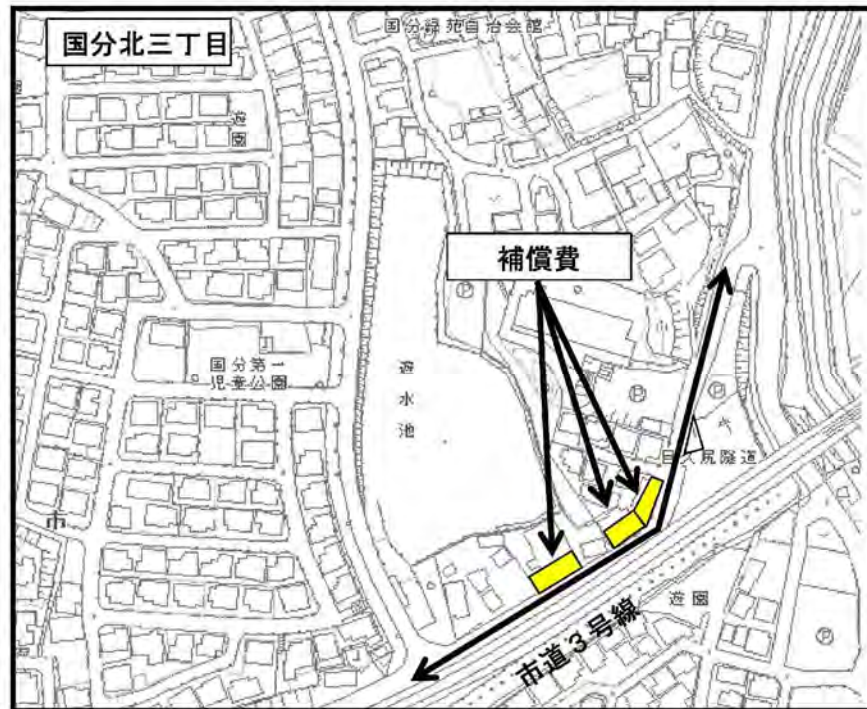 国分北三丁目
国分緑苑自治会館
遊
園
補償費
Ⓟ
国分第一
児童公園
遊
水
池
Ⓟ
Ⓟ
目久尻隧道
市
遊園
Ⓟ
市道3号線